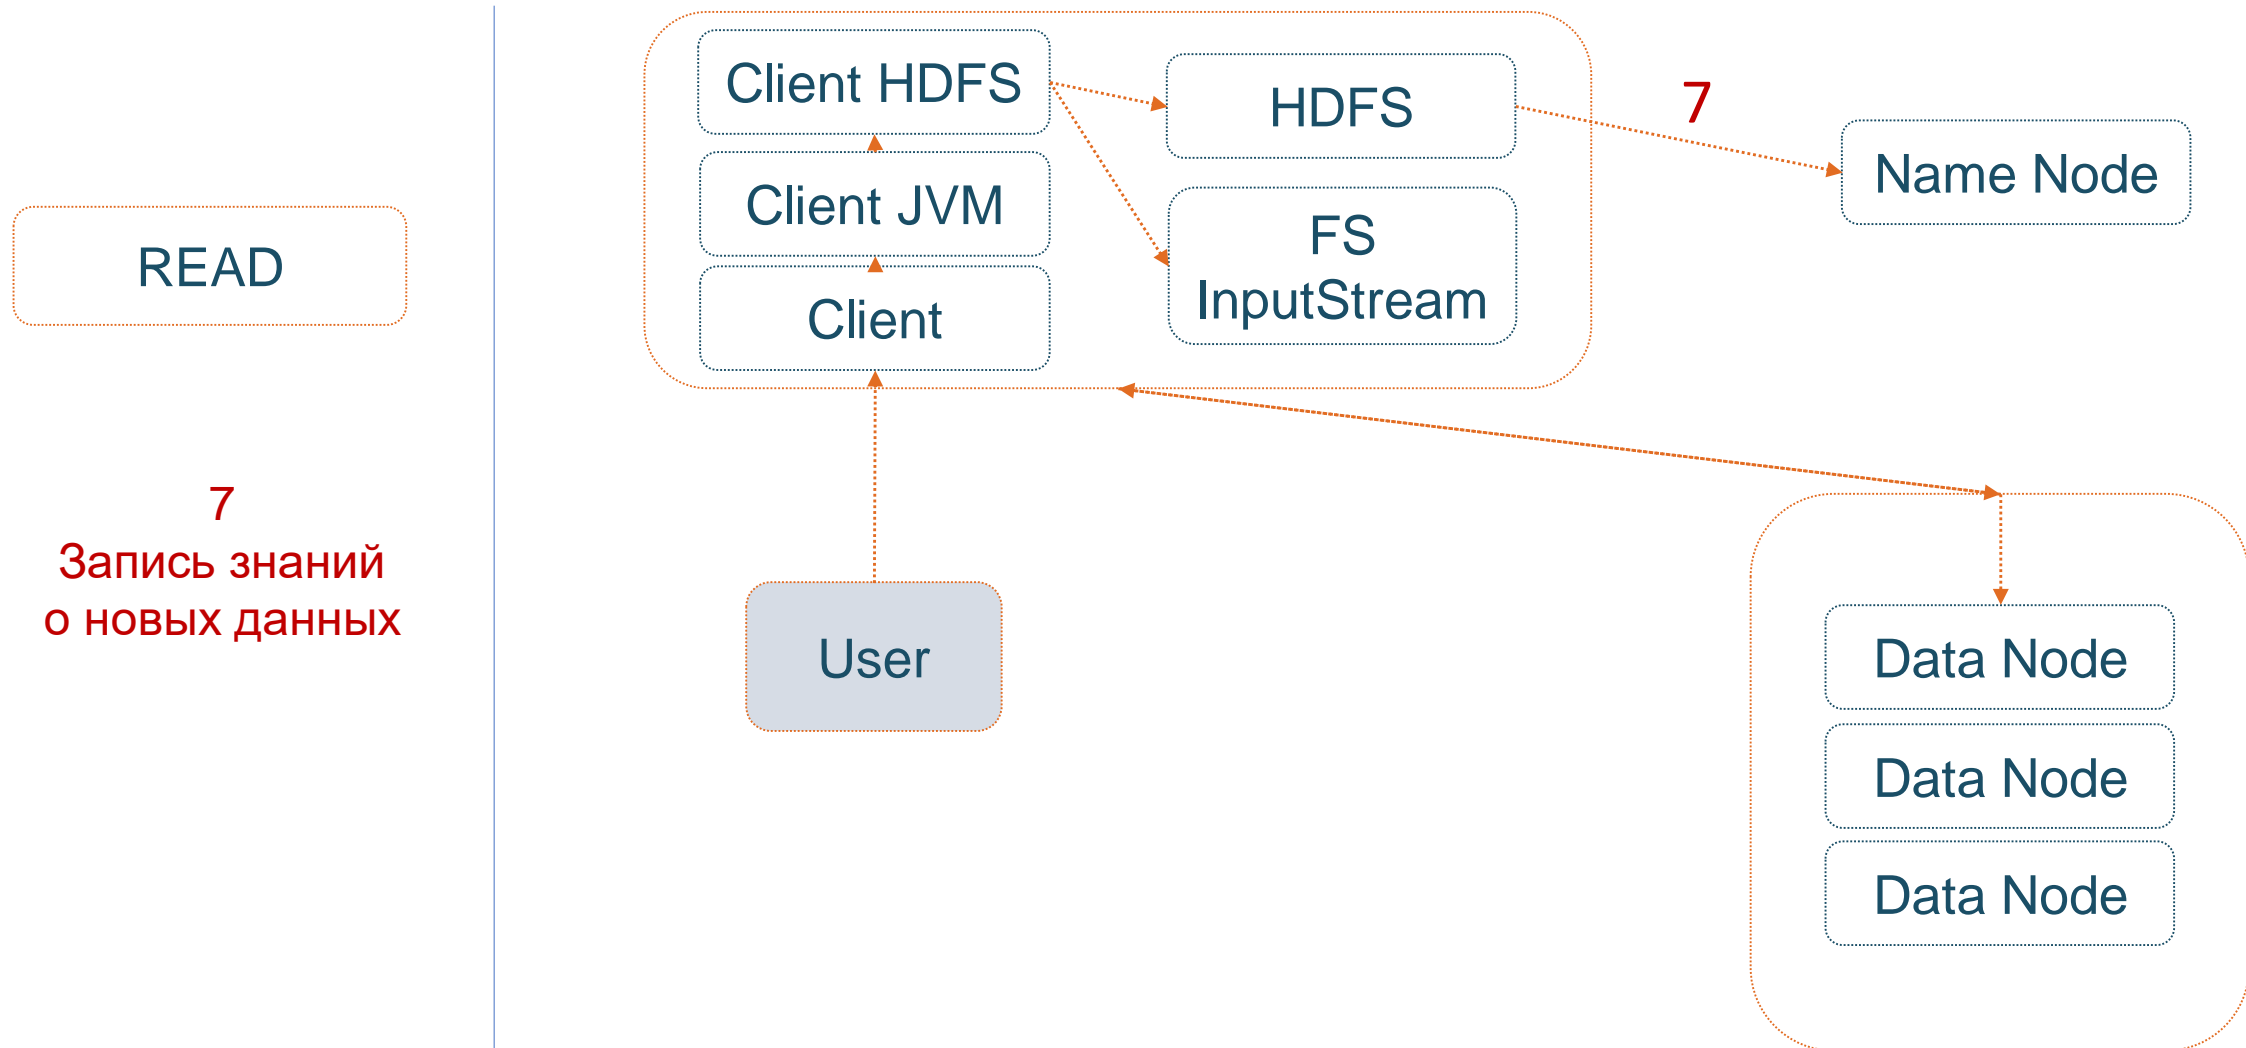 READ
7
Запись знаний
о новых данных
Client HDFS
Client JVM
Client
HDFS
FS
InputStream
7
Name Node
User
Data Node
Data Node
Data Node